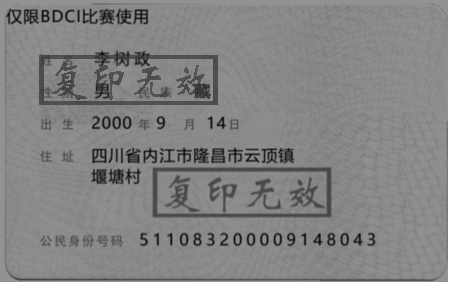 仅限BDCI比赛使用
姓 名 李树政
复印无效
性 别 男 民 族 藏
出 生 2000 年 9 月 14 日
住 址 四川省内江市隆昌市云顶镇
堰塘村
复印无效
公民身份号码 511083200009148043